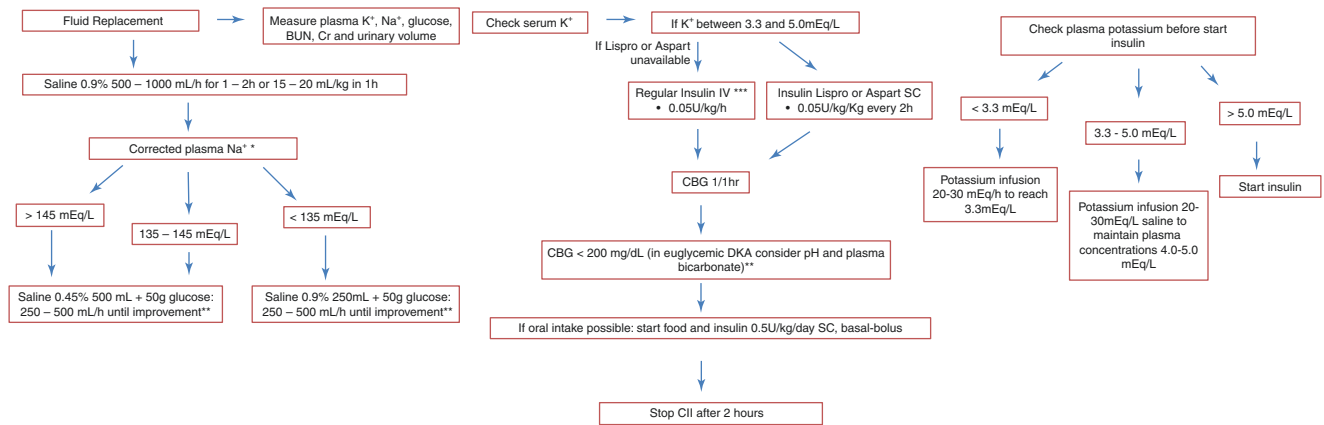 Fluid Replacement
Measure plasma K⁺, Na⁺, glucose,
BUN, Cr and urinary volume
Saline 0.9% 500 – 1000 mL/h for 1 – 2h or 15 – 20 mL/kg in 1h
Corrected plasma Na⁺ *
> 145 mEq/L
135 – 145 mEq/L
< 135 mEq/L
Saline 0.45% 500 mL + 50g glucose:
250 – 500 mL/h until improvement**
Saline 0.9% 250mL + 50g glucose:
250 – 500 mL/h until improvement**
Check serum K⁺
If K⁺ between 3.3 and 5.0mEq/L
If Lispro or Aspart
unavailable
Regular Insulin IV ***
• 0.05U/kg/h
Insulin Lispro or Aspart SC
• 0.05U/kg/Kg every 2h
CBG 1/1hr
CBG < 200 mg/dL (in euglycemic DKA consider pH and plasma
bicarbonate)**
If oral intake possible: start food and insulin 0.5U/kg/day SC, basal-bolus
Stop CII after 2 hours
Check plasma potassium before start
insulin
< 3.3 mEq/L
3.3 - 5.0 mEq/L
> 5.0 mEq/L
Potassium infusion
20-30 mEq/h to reach
3.3mEq/L
Potassium infusion 20-
30mEq/L saline to
maintain plasma
concentrations 4.0-5.0
mEq/L
Start insulin